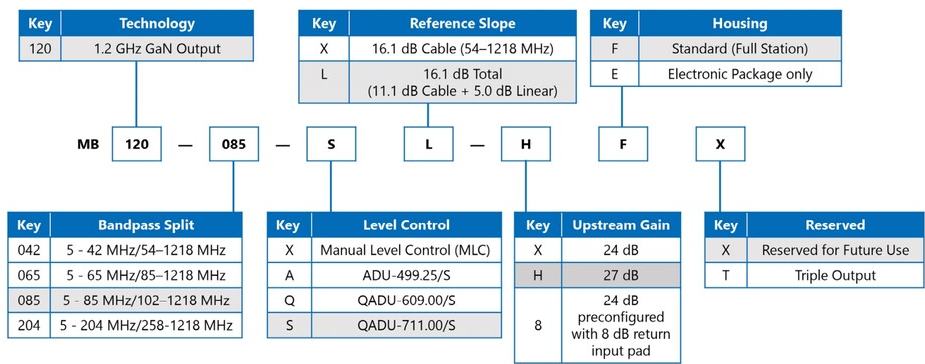 Key Technology
120 1.2 GHz GaN Output
Key Reference Slope
X 16.1 dB Cable (54–1218 MHz)
L 16.1 dB Total
(11.1 dB Cable + 5.0 dB Linear)
Key Housing
F Standard (Full Station)
E Electronic Package only
MB 120 — 085 — S L — H F X
Key Bandpass Split
042 5 - 42 MHz/54–1218 MHz
065 5 - 65 MHz/85–1218 MHz
085 5 - 85 MHz/102–1218 MHz
204 5 - 204 MHz/258-1218 MHz
Key Level Control
X Manual Level Control (MLC)
A ADU-499.25/S
Q QADU-609.00/S
S QADU-711.00/S
Key Upstream Gain
X 24 dB
H 27 dB
8 24 dB
preconfigured
with 8 dB return
input pad
Key Reserved
X Reserved for Future Use
T Triple Output